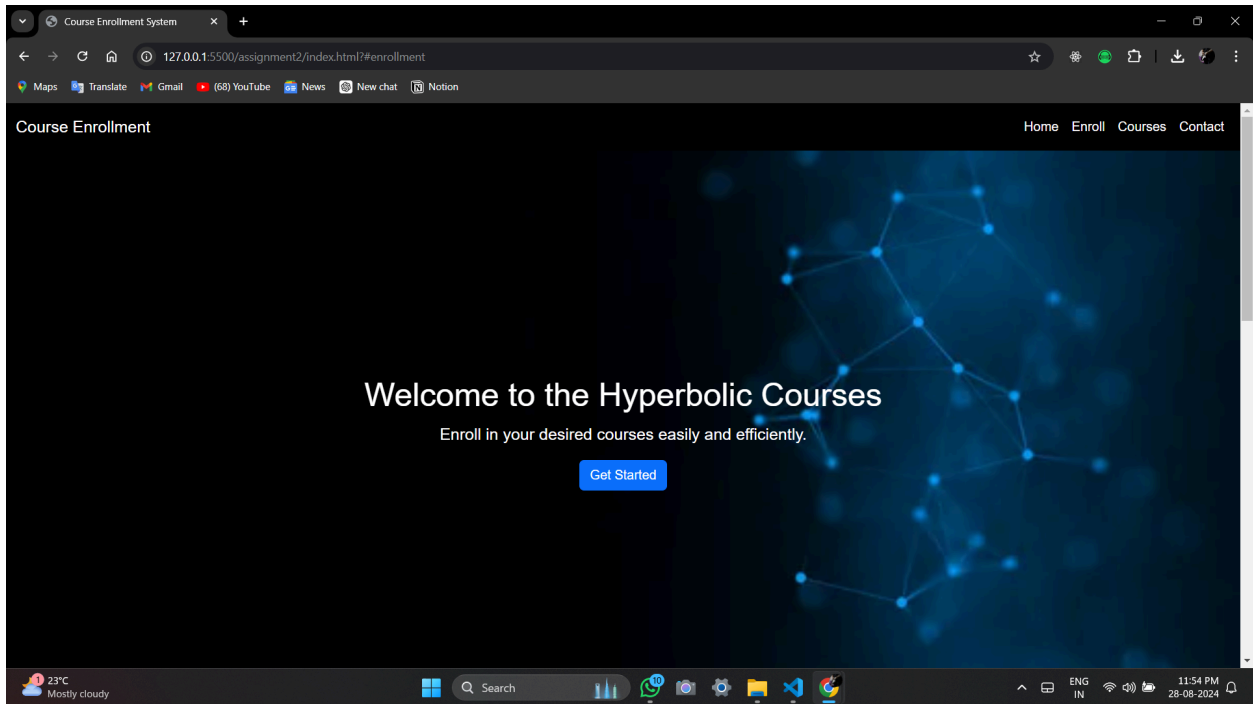 Course Enrollment System
127.0.0.1:5500/assignment2/index.html?#enrollment
Maps Translate Gmail (68) YouTube News New chat Notion
Course Enrollment Home Enroll Courses Contact
Welcome to the Hyperbolic Courses
Enroll in your desired courses easily and efficiently.
Get Started
1 23°C
Mostly cloudy
Search
10
ENG
IN
11:54 PM
28-08-2024